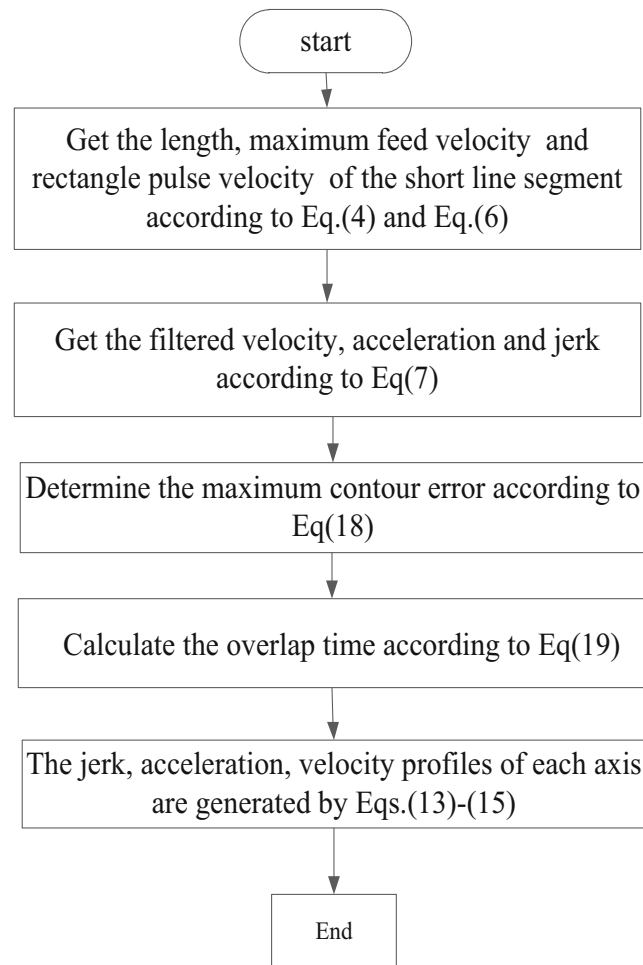 start
Get the length, maximum feed velocity and
rectangle pulse velocity of the short line segment
according to Eq.(4) and Eq.(6)
Get the filtered velocity, acceleration and jerk
according to Eq(7)
Determine the maximum contour error according to
Eq(18)
Calculate the overlap time according to Eq(19)
The jerk, acceleration, velocity profiles of each axis
are generated by Eqs.(13)-(15)
End